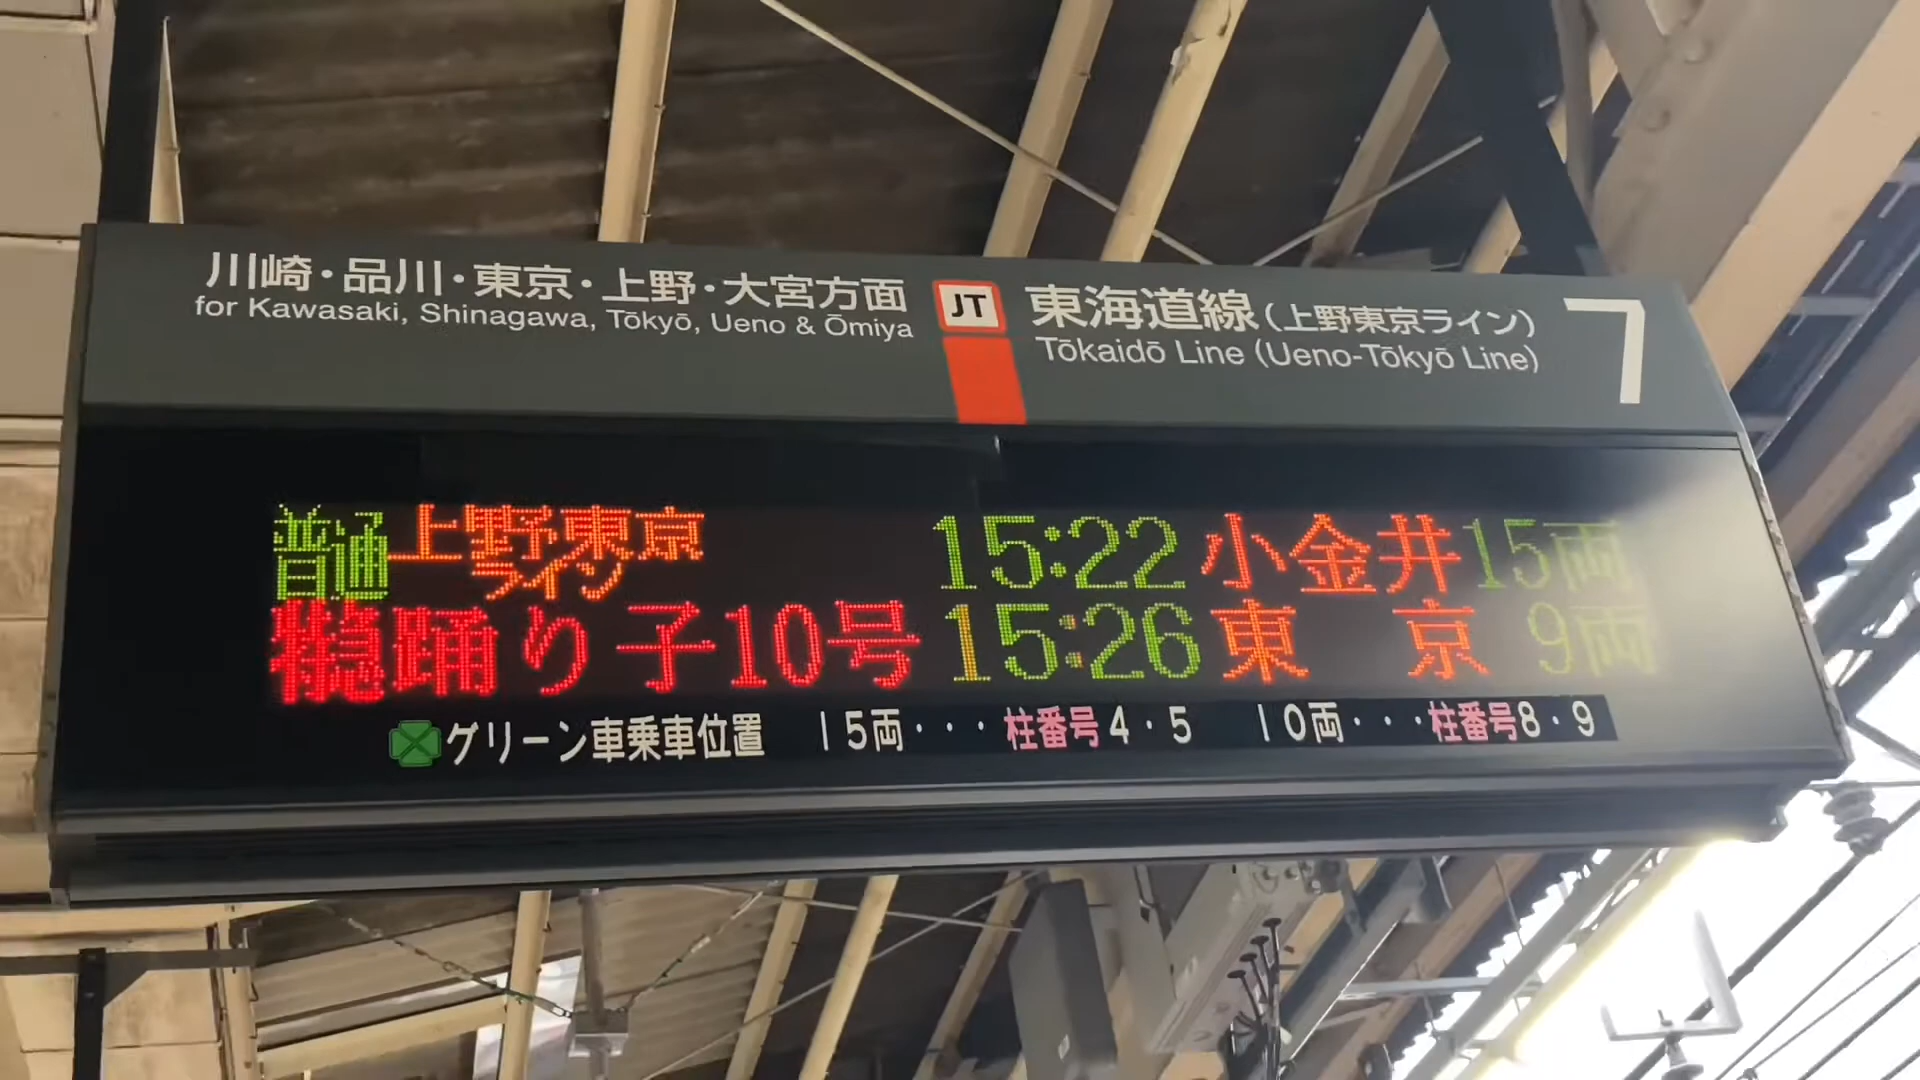 川崎・品川・東京・上野・大宮方面
for Kawasaki, Shinagawa, Tōkyō, Ueno & Ōmiya
JT 東海道線(上野東京ライン)
Tōkaidō Line (Ueno-Tōkyō Line)
7
普通 上野東京ライン 15:22 小金井 15両
踊り子10号 15:26 東京 9両
グリーン車乗車位置 15両・・・柱番号4・5 10両・・・柱番号8・9